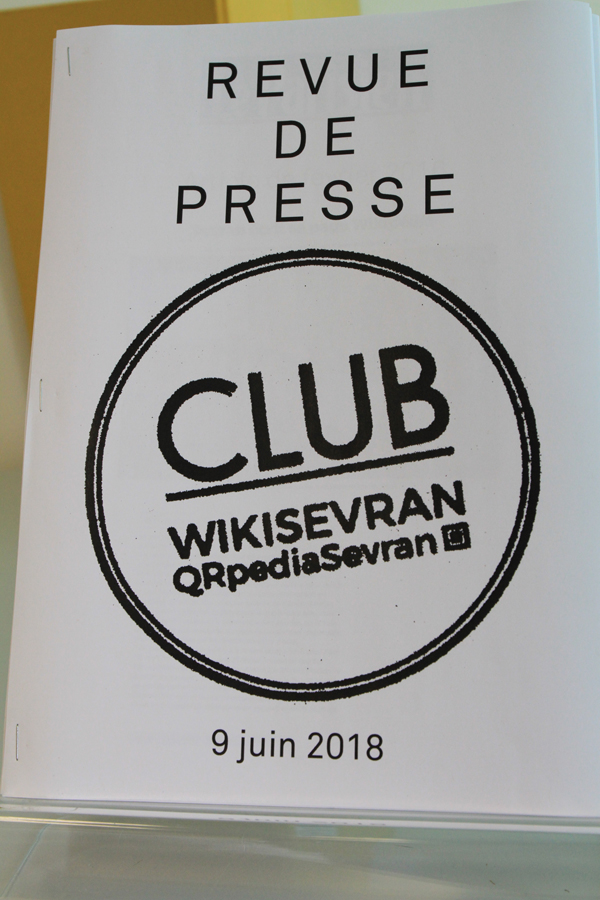 REVUE
DE
PRESSE
CLUB
WIKISEVRAN
QRpediaSevran
9 juin 2018